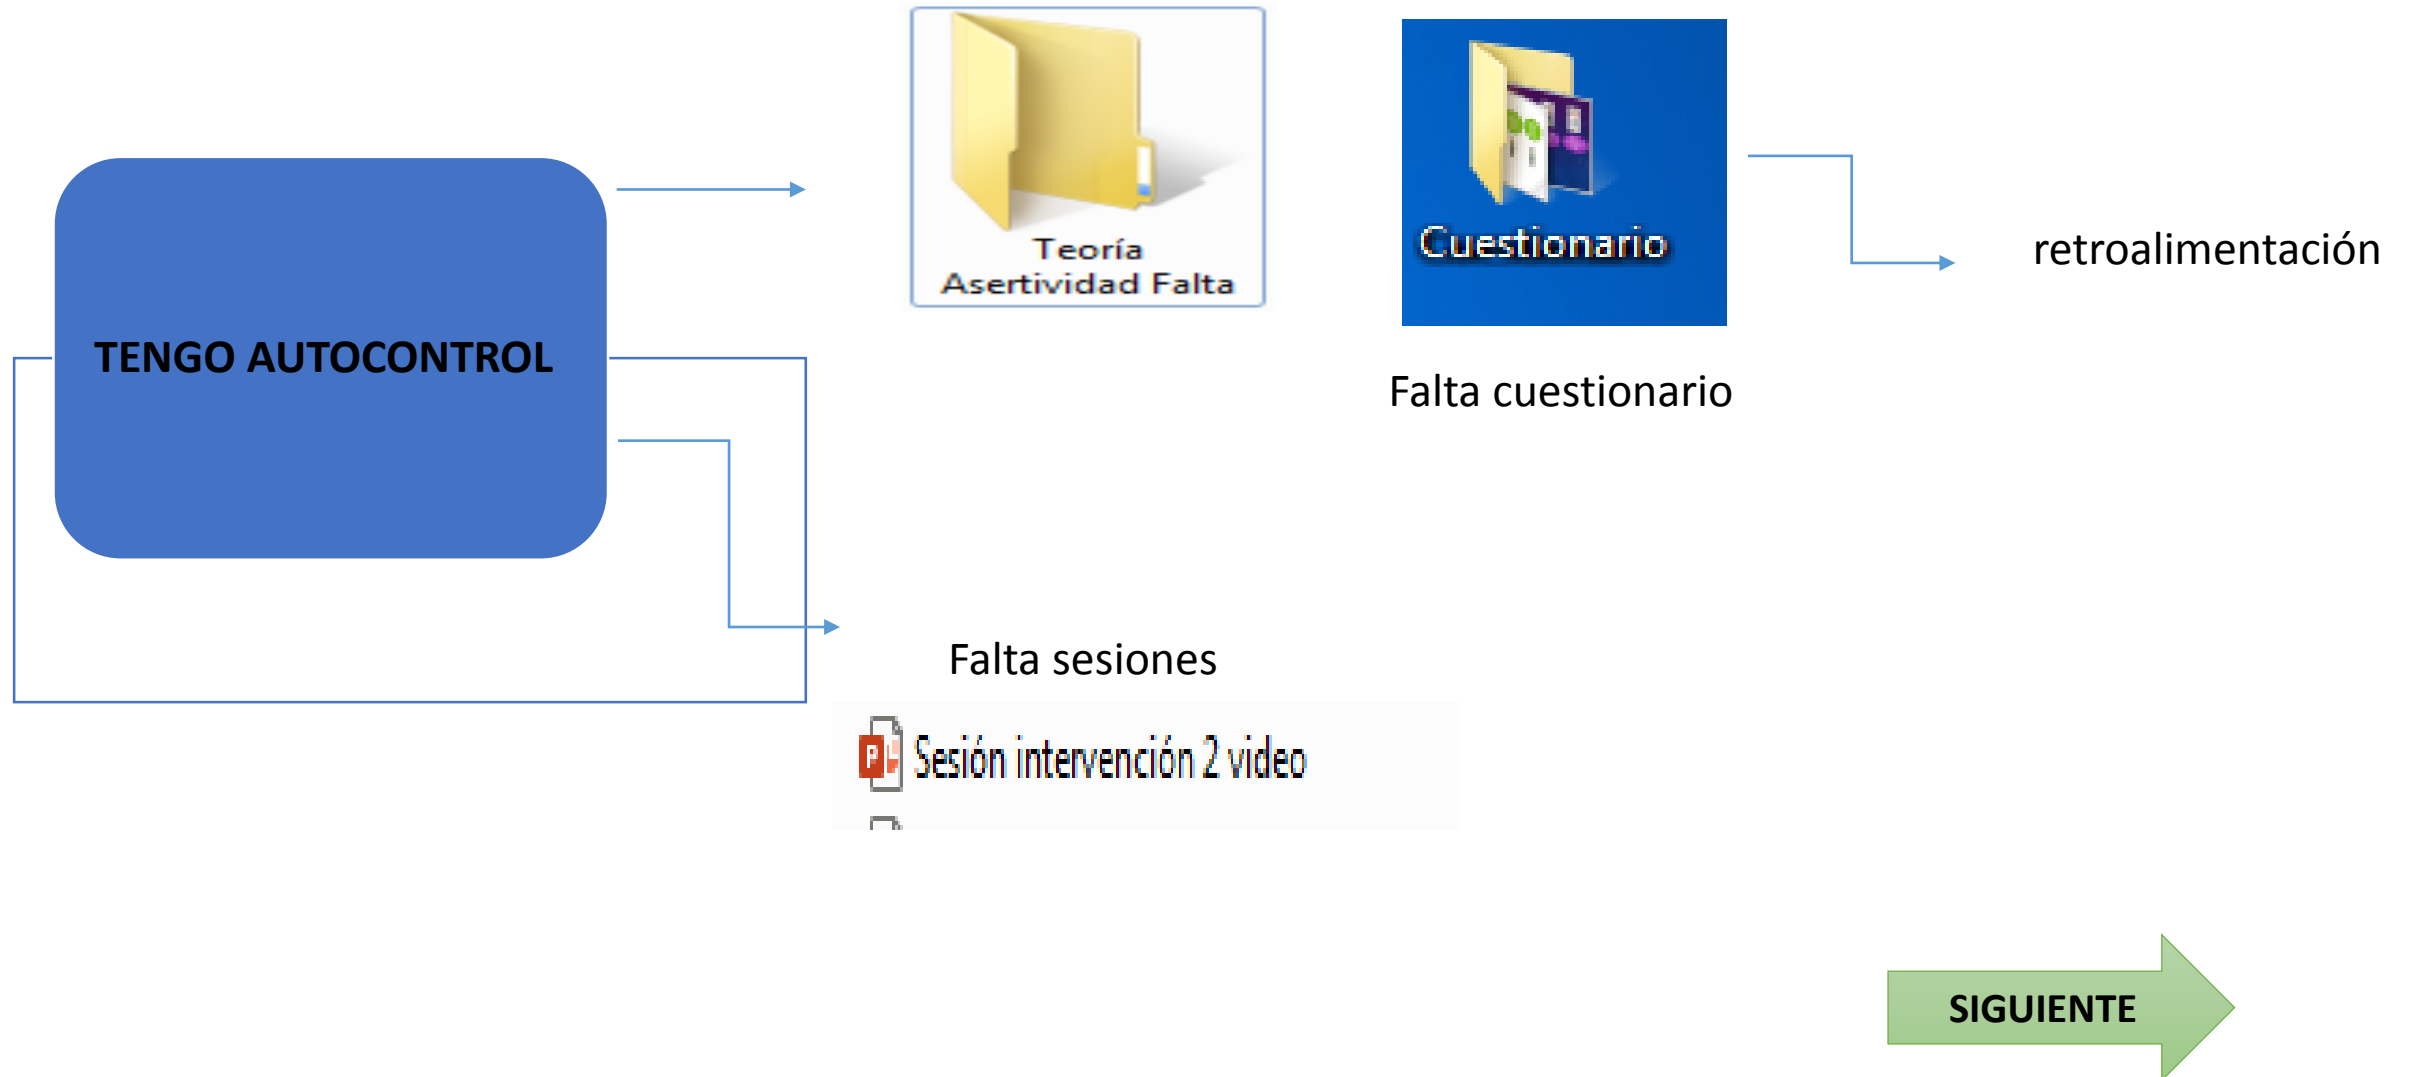 Teoría
Asertividad Falta
Cuestionario
retroalimentación
TENGO AUTOCONTROL
Falta cuestionario
Falta sesiones
Sesión intervención 2 video
SIGUIENTE